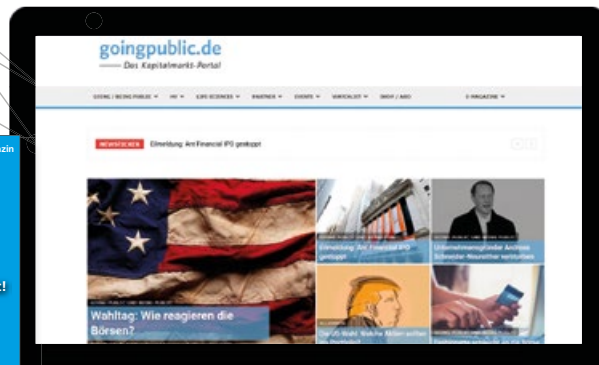 goingpublic.de
Das Kapitalmarkt-Portal
GOING / BEING PUBLIC
HV
LIFE SCIENCES
PARTNER
EVENTS
WATCHLIST
SHOP / ABO
E-MAGAZINE
NEWSTICKER
Eilmeldung: Ant Financial IPO gestoppt
Wahltag: Wie reagieren die
Börsen?
Eilmeldung: Ant Financial IPO
gestoppt
Unternehmensgründer Andreas
Schneider-Neureither verstorben